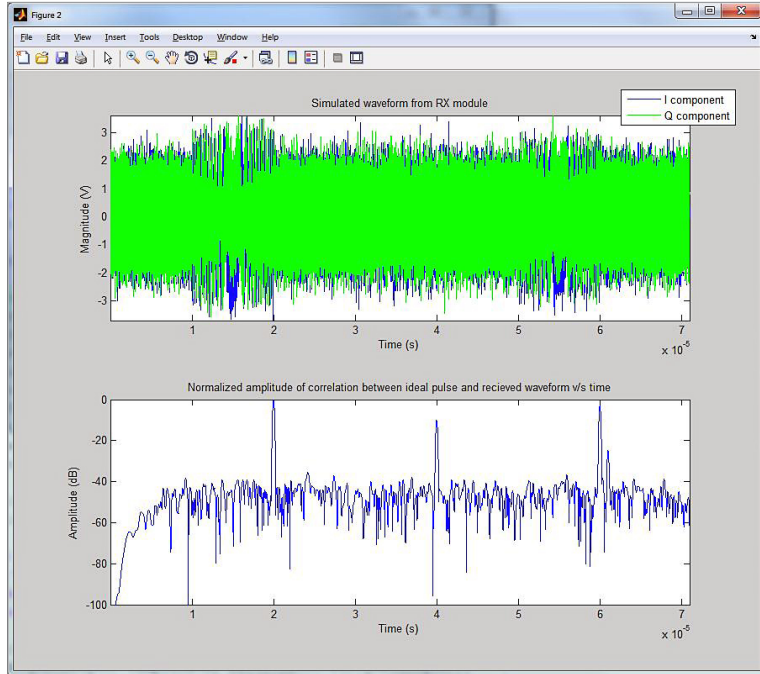 Figure 2
File Edit View Insert Tools Desktop Window Help
Simulated waveform from RX module
I component
Q component
Magnitude (V)
3
2
1
0
-1
-2
-3
1 2 3 4 5 6 7
Time (s)
x 10^-5
Normalized amplitude of correlation between ideal pulse and recieved waveform v/s time
Amplitude (dB)
0
-20
-40
-60
-80
-100
1 2 3 4 5 6 7
Time (s)
x 10^-5